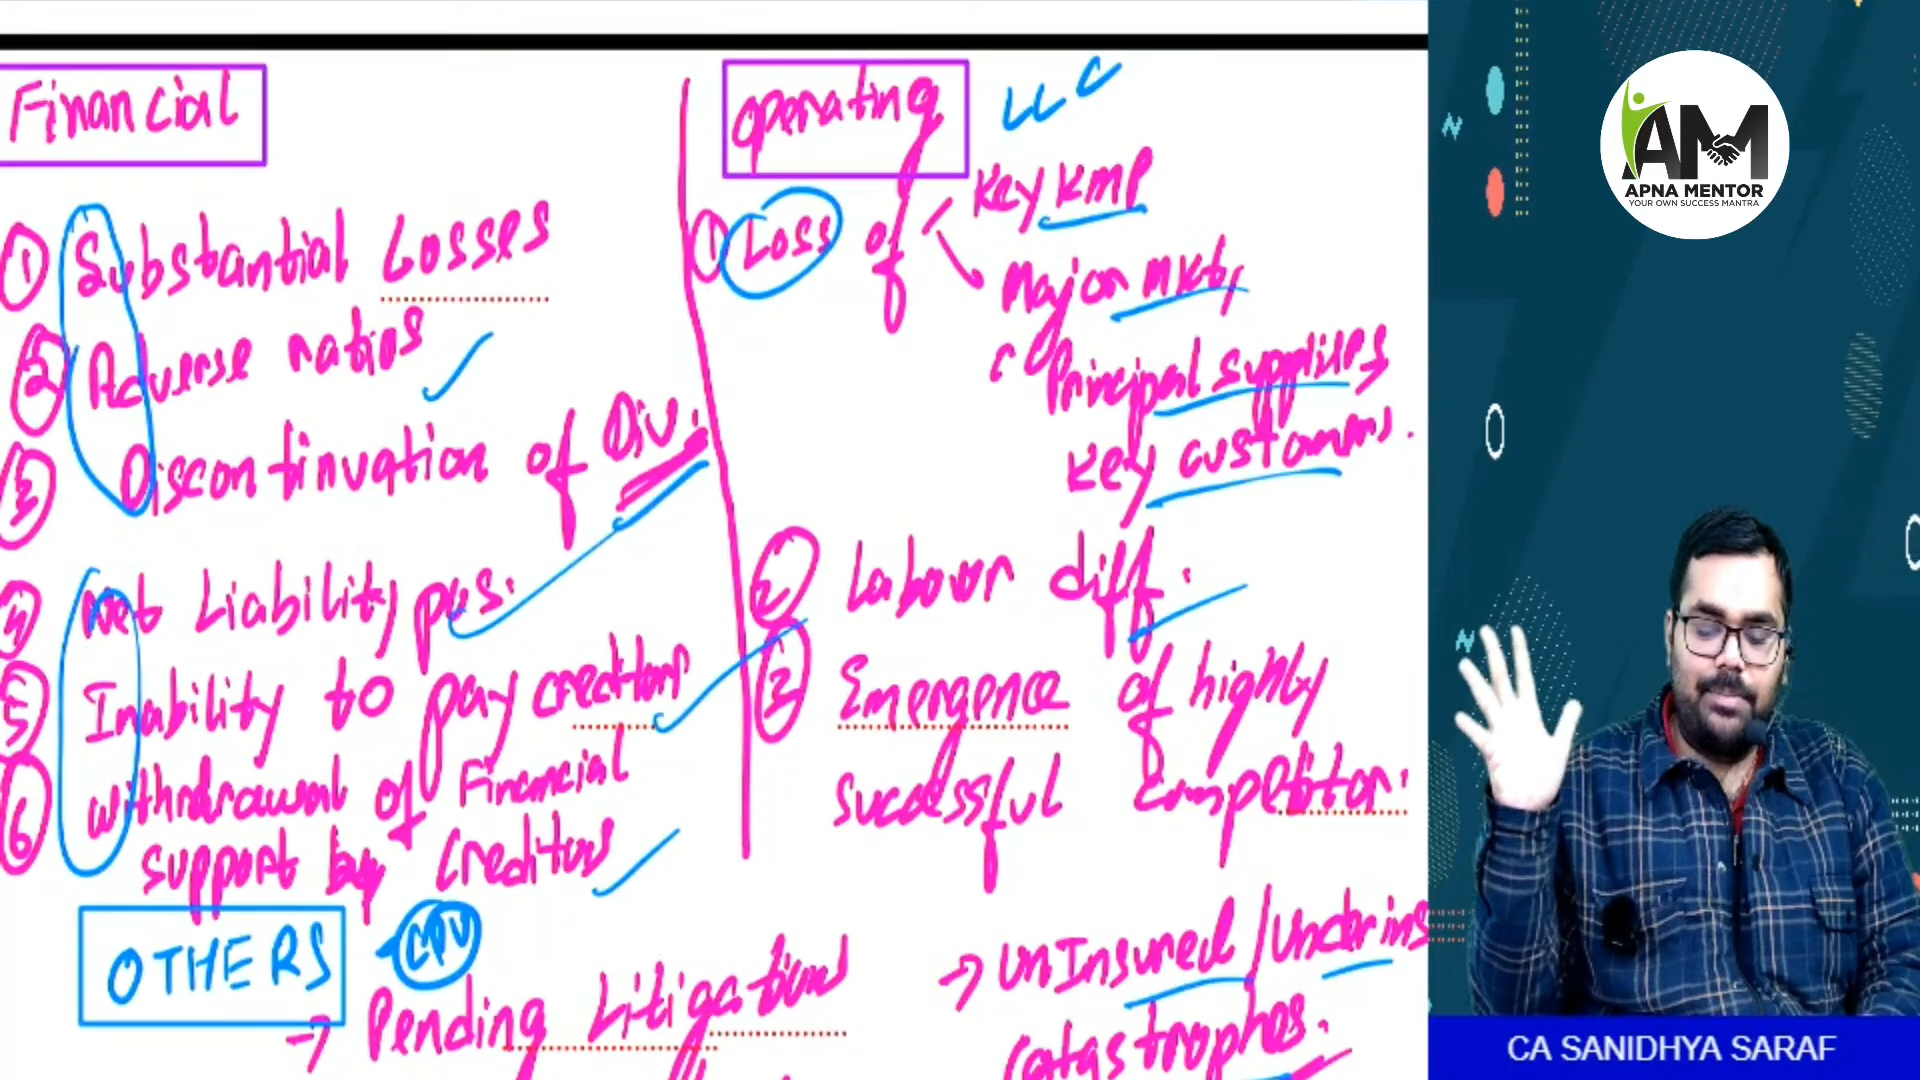 Financial
① Substantial Losses
② Adverse ratios
③ Discontinuation of Div.
④ Net Liability pos.
⑤ Inability to pay creditors
⑥ withdrawal of Financial
support by Creditors
OTHERS
→ Pending Litigations
operating
LLC
① Loss of
Key KMP
Major Mkt,
Principal suppliers
Key customers.
② Labour diff.
③ Emergence of highly
successful competitor.
→ UnInsured / Underins
Catastrophes.
AM
APNA MENTOR
YOUR OWN SUCCESS MANTRA
CA SANIDHYA SARAF